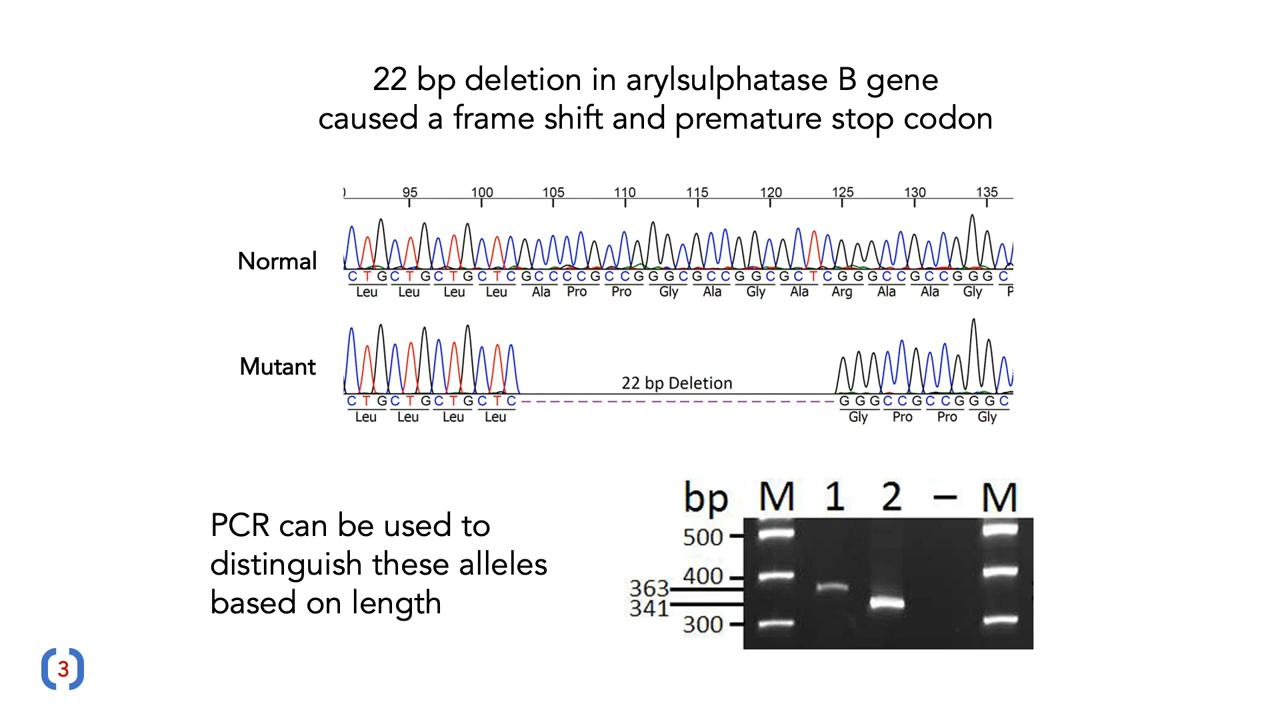 22 bp deletion in arylsulphatase B gene
caused a frame shift and premature stop codon
95 100 105 110 115 120 125 130 135
Normal
C T G C T G C T G C T C G C C C C G C C G G G C G C C G G C G C T C G G G C C G C C G G G C
Leu Leu Leu Leu Ala Pro Pro Gly Ala Gly Ala Arg Ala Ala Gly P
Mutant
22 bp Deletion
C T G C T G C T G C T C G G G C C G C C G G G C
Leu Leu Leu Leu Gly Pro Pro Gly
PCR can be used to
distinguish these alleles
based on length
bp M 1 2 – M
500
400
363
341
300
3